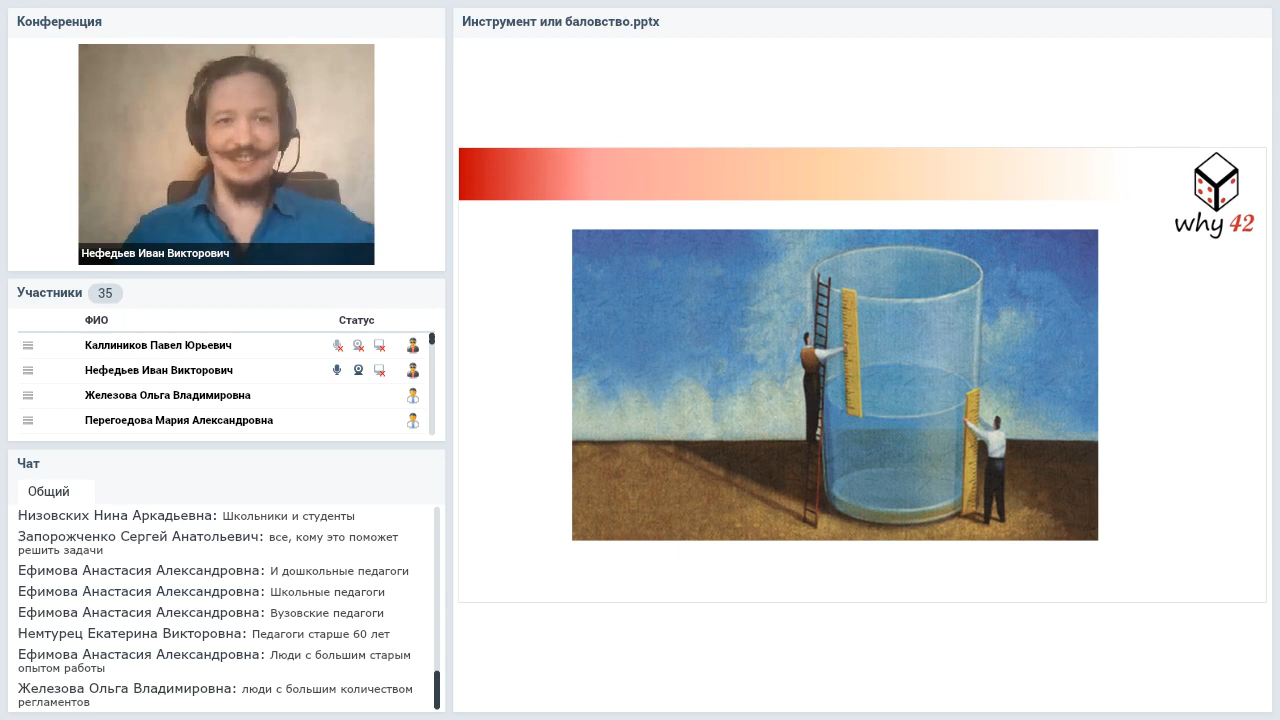 Конференция
Нефедьев Иван Викторович
Участники 35
ФИО Статус
Каллиников Павел Юрьевич
Нефедьев Иван Викторович
Железова Ольга Владимировна
Перегоедова Мария Александровна
Чат
Общий
Низовских Нина Аркадьевна: Школьники и студенты
Запорожченко Сергей Анатольевич: все, кому это поможет
решить задачи
Ефимова Анастасия Александровна: И дошкольные педагоги
Ефимова Анастасия Александровна: Школьные педагоги
Ефимова Анастасия Александровна: Вузовские педагоги
Немтурец Екатерина Викторовна: Педагоги старше 60 лет
Ефимова Анастасия Александровна: Люди с большим старым
опытом работы
Железова Ольга Владимировна: люди с большим количеством
регламентов
Инструмент или баловство.pptx
why 42